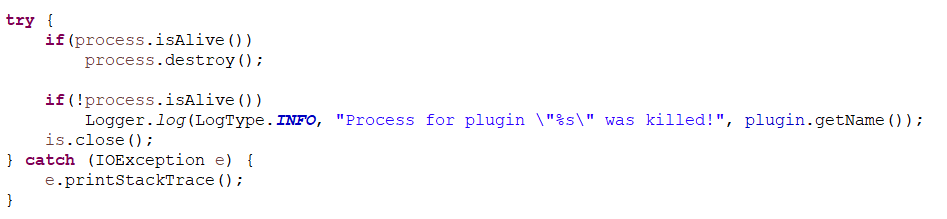 try {
    if(process.isAlive())
        process.destroy();

    if(!process.isAlive())
        Logger.log(LogType.INFO, "Process for plugin \"%s\" was killed!", plugin.getName());
    is.close();
} catch (IOException e) {
    e.printStackTrace();
}